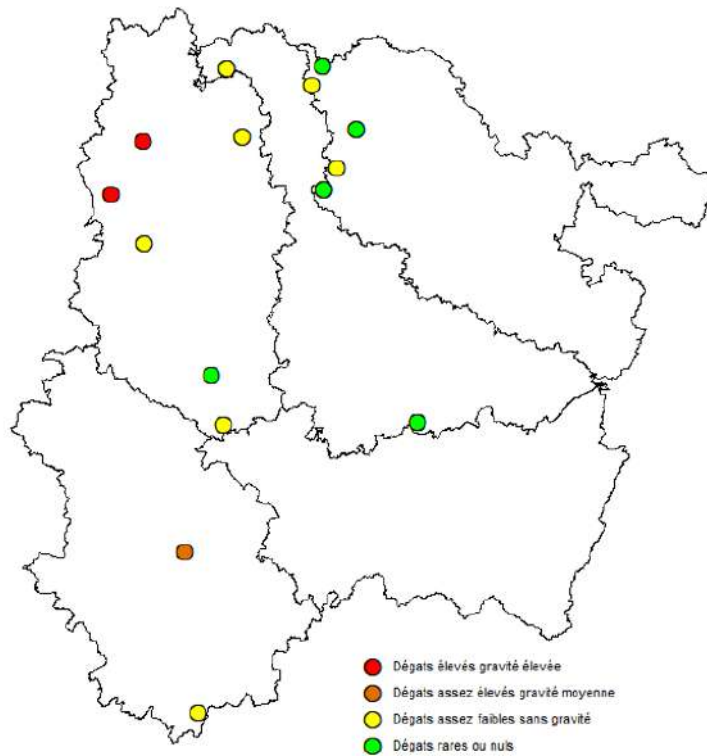 Dégats élevés gravité élevée
Dégats assez élevés gravité moyenne
Dégats assez faibles sans gravité
Dégats rares ou nuls